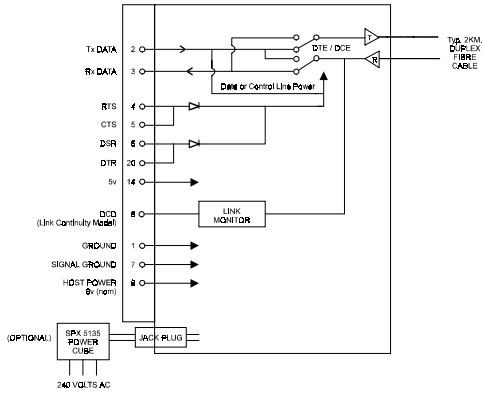 Tx DATA 2
Rx DATA 3
RTS 4
CTS 5
DSR 6
DTR 20
5v 14
DCD 8
(Link Continuity Model)
GROUND 1
SIGNAL GROUND 7
HOST POWER 9
9v (nom)
DTE / DCE
T
R
Typ. 2KM.
DUPLEX
FIBRE
CABLE
Data or Control Line Power
LINK
MONITOR
(OPTIONAL)
SPX 5135
POWER
CUBE
JACK PLUG
240 VOLTS AC